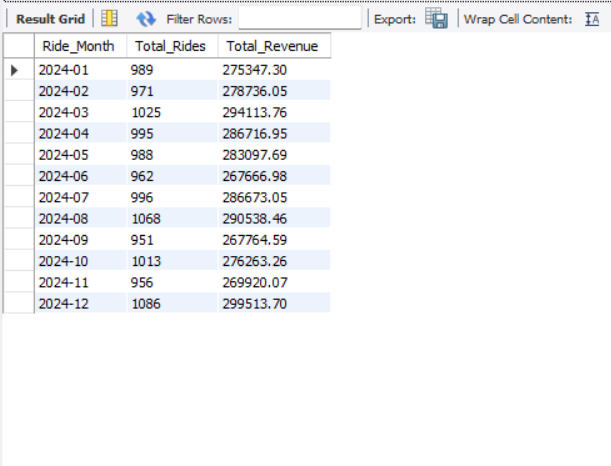 Result Grid Filter Rows: Export: Wrap Cell Content: IA
Ride_Month Total_Rides Total_Revenue
2024-01 989 275347.30
2024-02 971 278736.05
2024-03 1025 294113.76
2024-04 995 286716.95
2024-05 988 283097.69
2024-06 962 267666.98
2024-07 996 286673.05
2024-08 1068 290538.46
2024-09 951 267764.59
2024-10 1013 276263.26
2024-11 956 269920.07
2024-12 1086 299513.70